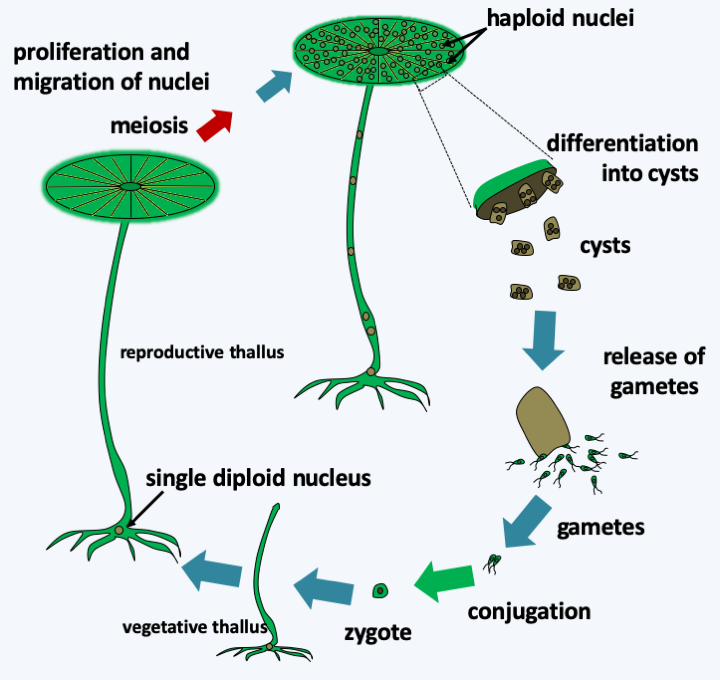 haploid nuclei
proliferation and
migration of nuclei
meiosis
differentiation
into cysts
cysts
reproductive thallus
release of
gametes
single diploid nucleus
gametes
conjugation
vegetative thallus
zygote